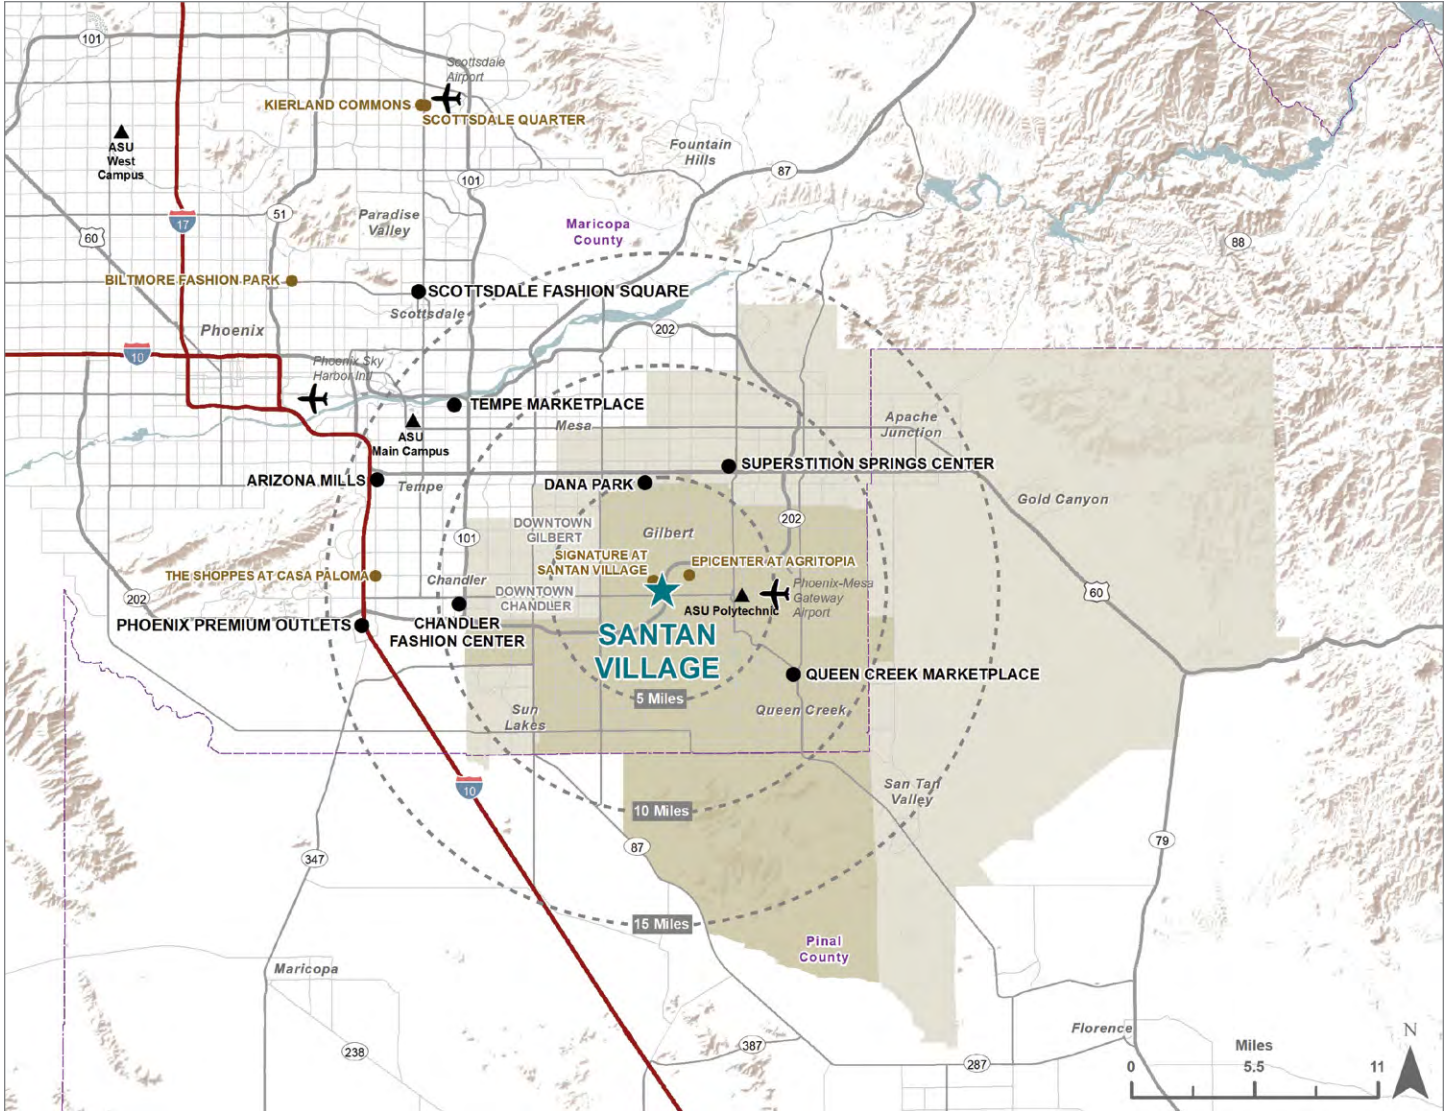 101
Scottsdale
Airport
KIERLAND COMMONS
SCOTTSDALE QUARTER
ASU
West
Campus
Fountain
Hills
87
101
51
17
Paradise
Valley
Maricopa
County
60
88
BILTMORE FASHION PARK
SCOTTSDALE FASHION SQUARE
Scottsdale
Phoenix
202
10
Phoenix Sky
Harbor Intl
TEMPE MARKETPLACE
Mesa
Apache
Junction
ASU
Main Campus
SUPERSTITION SPRINGS CENTER
ARIZONA MILLS
Tempe
DANA PARK
Gold Canyon
DOWNTOWN
GILBERT
Gilbert
202
101
SIGNATURE AT
SANTAN VILLAGE
EPICENTER AT AGRITOPIA
THE SHOPPES AT CASA PALOMA
Chandler
DOWNTOWN
CHANDLER
Phoenix-Mesa
Gateway
Airport
60
202
ASU Polytechnic
PHOENIX PREMIUM OUTLETS
CHANDLER
FASHION CENTER
SANTAN
VILLAGE
QUEEN CREEK MARKETPLACE
5 Miles
Sun
Lakes
Queen Creek
10
San Tan
Valley
10 Miles
87
79
347
15 Miles
Pinal
County
Maricopa
Florence
N
Miles
387
238
287
0
5.5
11